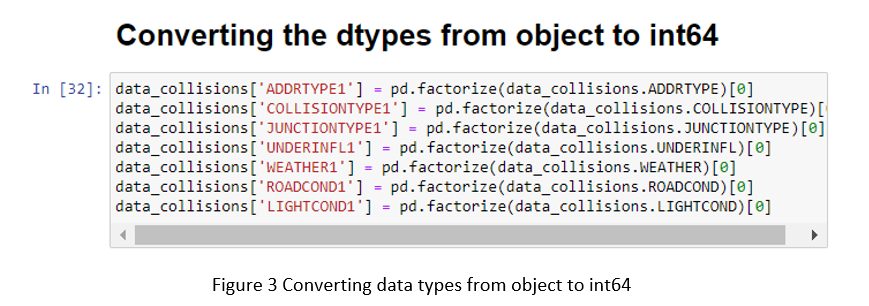 Converting the dtypes from object to int64
In [32]: data_collisions['ADDRTYPE1'] = pd.factorize(data_collisions.ADDRTYPE)[0]
data_collisions['COLLISIONTYPE1'] = pd.factorize(data_collisions.COLLISIONTYPE)[
data_collisions['JUNCTIONTYPE1'] = pd.factorize(data_collisions.JUNCTIONTYPE)[0]
data_collisions['UNDERINFL1'] = pd.factorize(data_collisions.UNDERINFL)[0]
data_collisions['WEATHER1'] = pd.factorize(data_collisions.WEATHER)[0]
data_collisions['ROADCOND1'] = pd.factorize(data_collisions.ROADCOND)[0]
data_collisions['LIGHTCOND1'] = pd.factorize(data_collisions.LIGHTCOND)[0]
Figure 3 Converting data types from object to int64